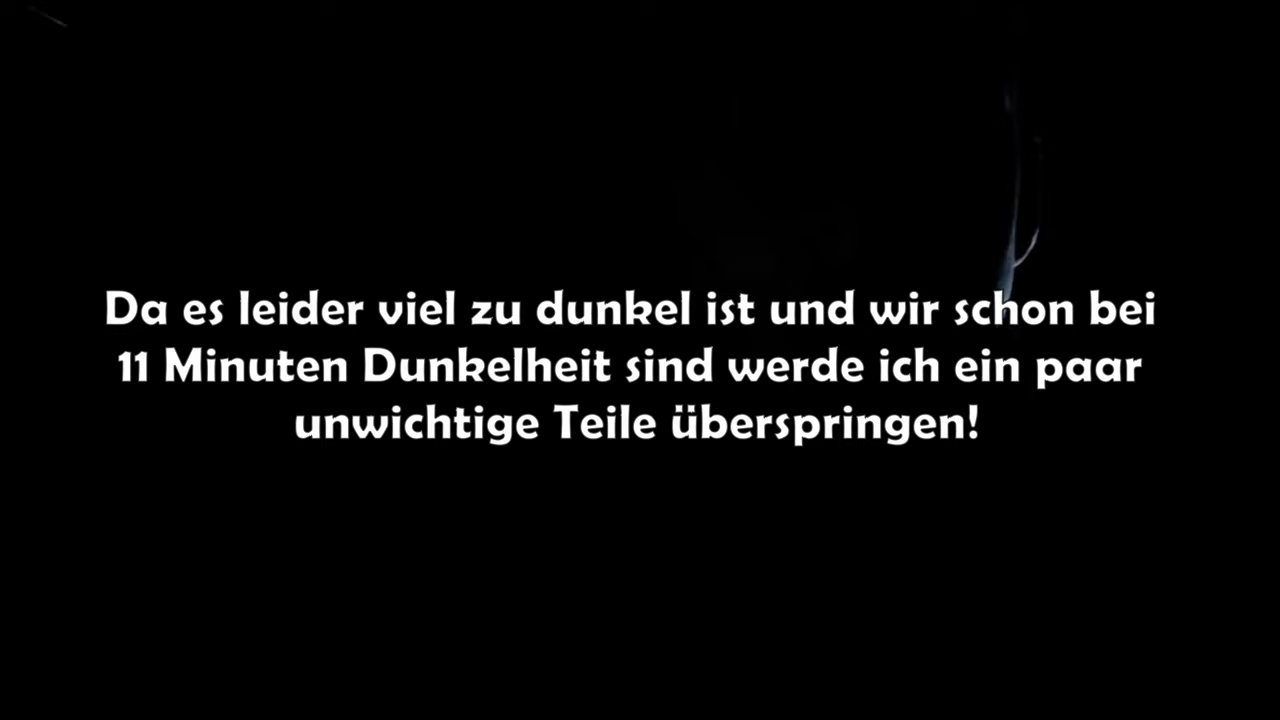 Da es leider viel zu dunkel ist und wir schon bei
11 Minuten Dunkelheit sind werde ich ein paar
unwichtige Teile überspringen!